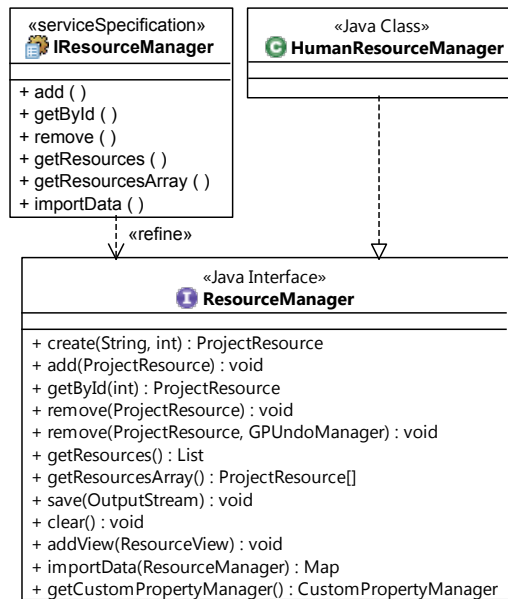 «serviceSpecification»
IResourceManager
+ add ( )
+ getById ( )
+ remove ( )
+ getResources ( )
+ getResourcesArray ( )
+ importData ( )
«Java Class»
C HumanResourceManager
«refine»
«Java Interface»
I ResourceManager
+ create(String, int) : ProjectResource
+ add(ProjectResource) : void
+ getById(int) : ProjectResource
+ remove(ProjectResource) : void
+ remove(ProjectResource, GPUndoManager) : void
+ getResources() : List
+ getResourcesArray() : ProjectResource[]
+ save(OutputStream) : void
+ clear() : void
+ addView(ResourceView) : void
+ importData(ResourceManager) : Map
+ getCustomPropertyManager() : CustomPropertyManager